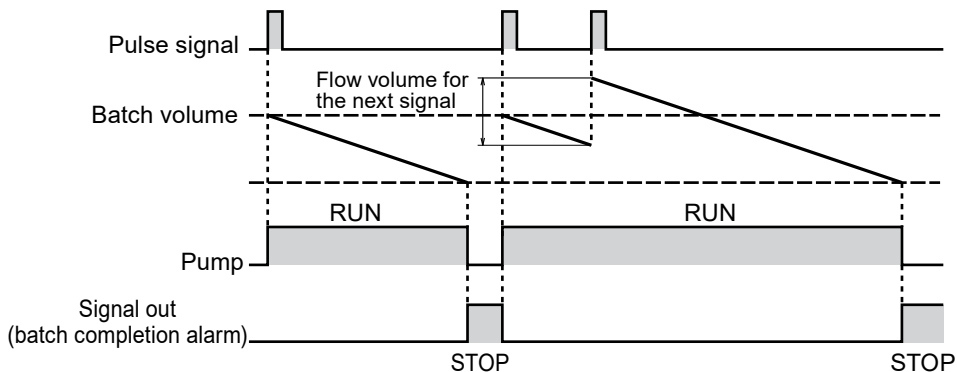 Pulse signal
Flow volume for
the next signal
Batch volume
RUN
RUN
Pump
Signal out
(batch completion alarm)
STOP
STOP